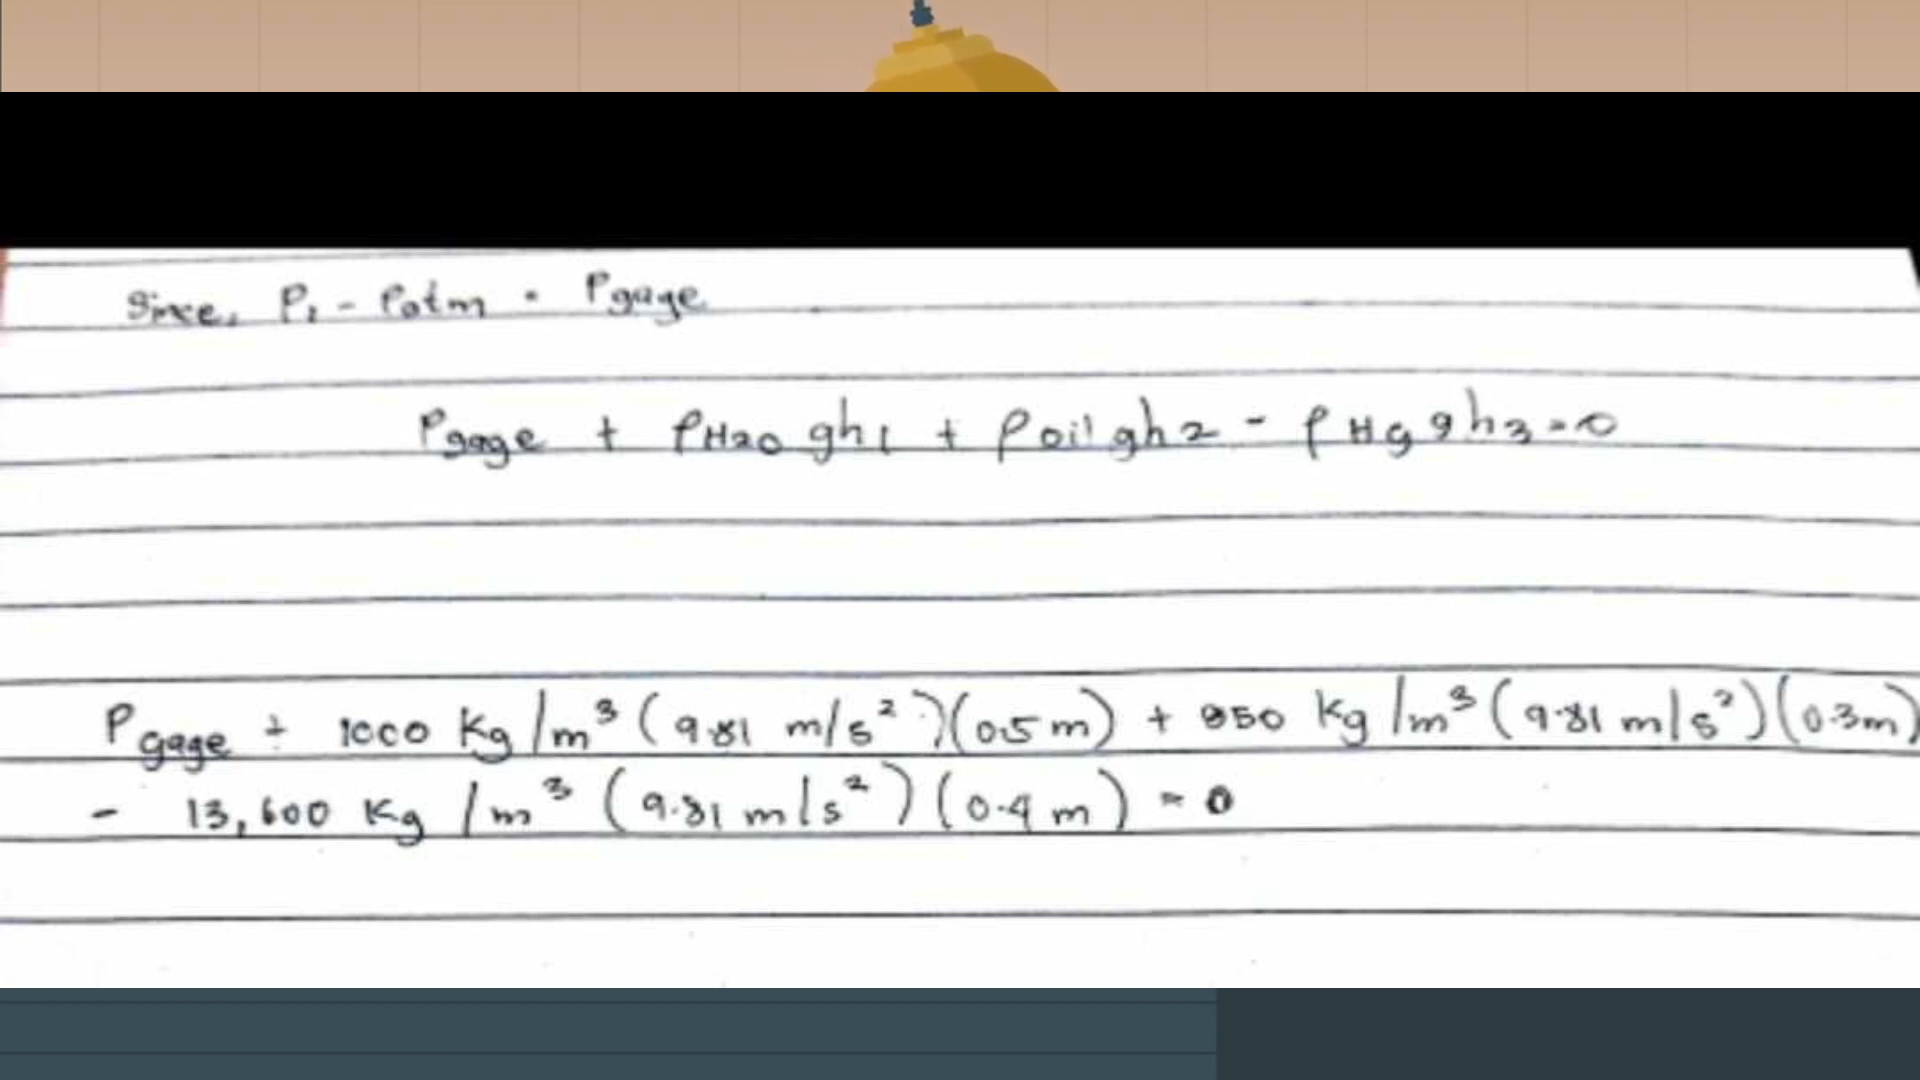 Since, P1 - Patm = Pgage
Pgage + ρH2O gh1 + ρoil gh2 - ρHg gh3 = 0
Pgage + 1000 Kg/m³ (9.81 m/s²)(0.5 m) + 850 Kg/m³ (9.81 m/s²)(0.3m)
- 13,600 Kg/m³ (9.81 m/s²)(0.4 m) = 0